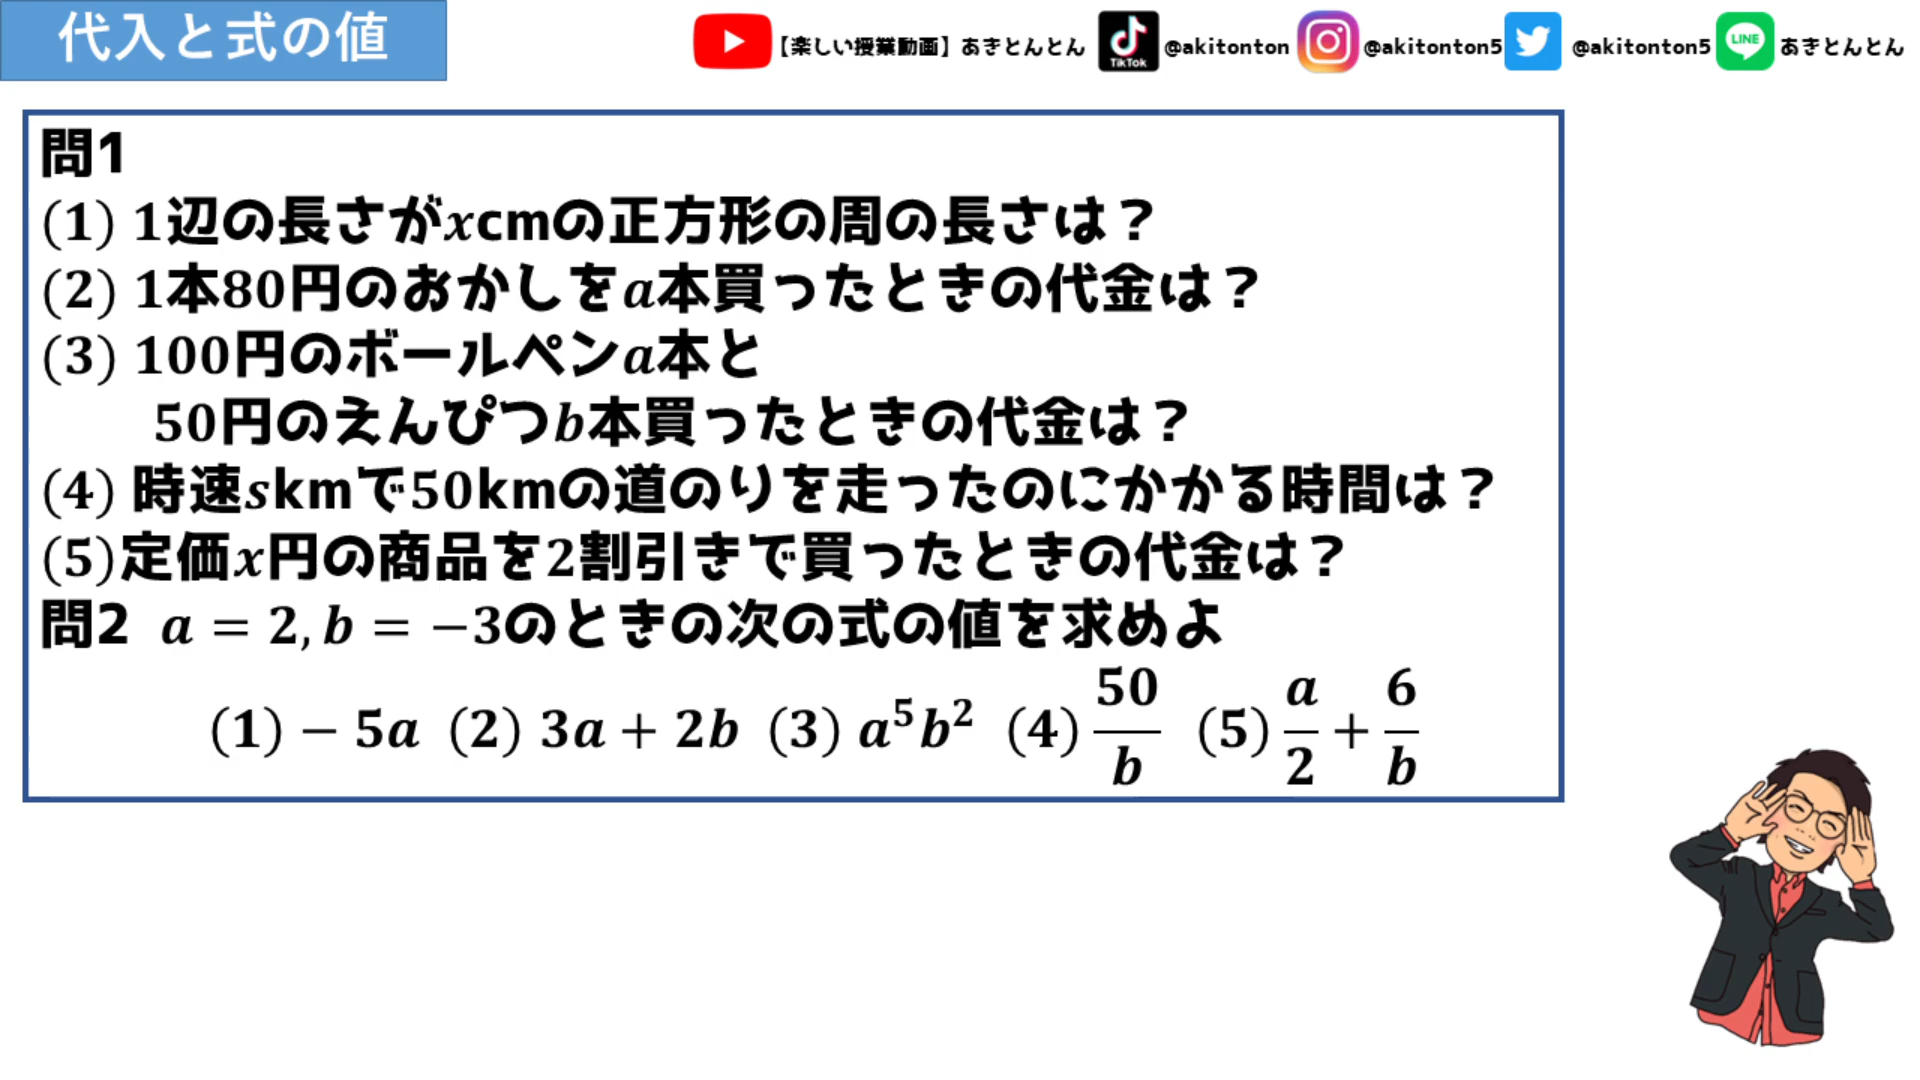 代入と式の値
【楽しい授業動画】あきとんとん
TikTok
@akitonton
@akitonton5
@akitonton5
LINE
あきとんとん
問1
(1) 1辺の長さがxcmの正方形の周の長さは？
(2) 1本80円のおかしをa本買ったときの代金は？
(3) 100円のボールペンa本と
50円のえんぴつb本買ったときの代金は？
(4) 時速skmで50kmの道のりを走ったのにかかる時間は？
(5)定価x円の商品を2割引きで買ったときの代金は？
問2 a = 2, b = −3のときの次の式の値を求めよ
(1) − 5a (2) 3a + 2b (3) a⁵b² (4) 50/b (5) a/2 + 6/b